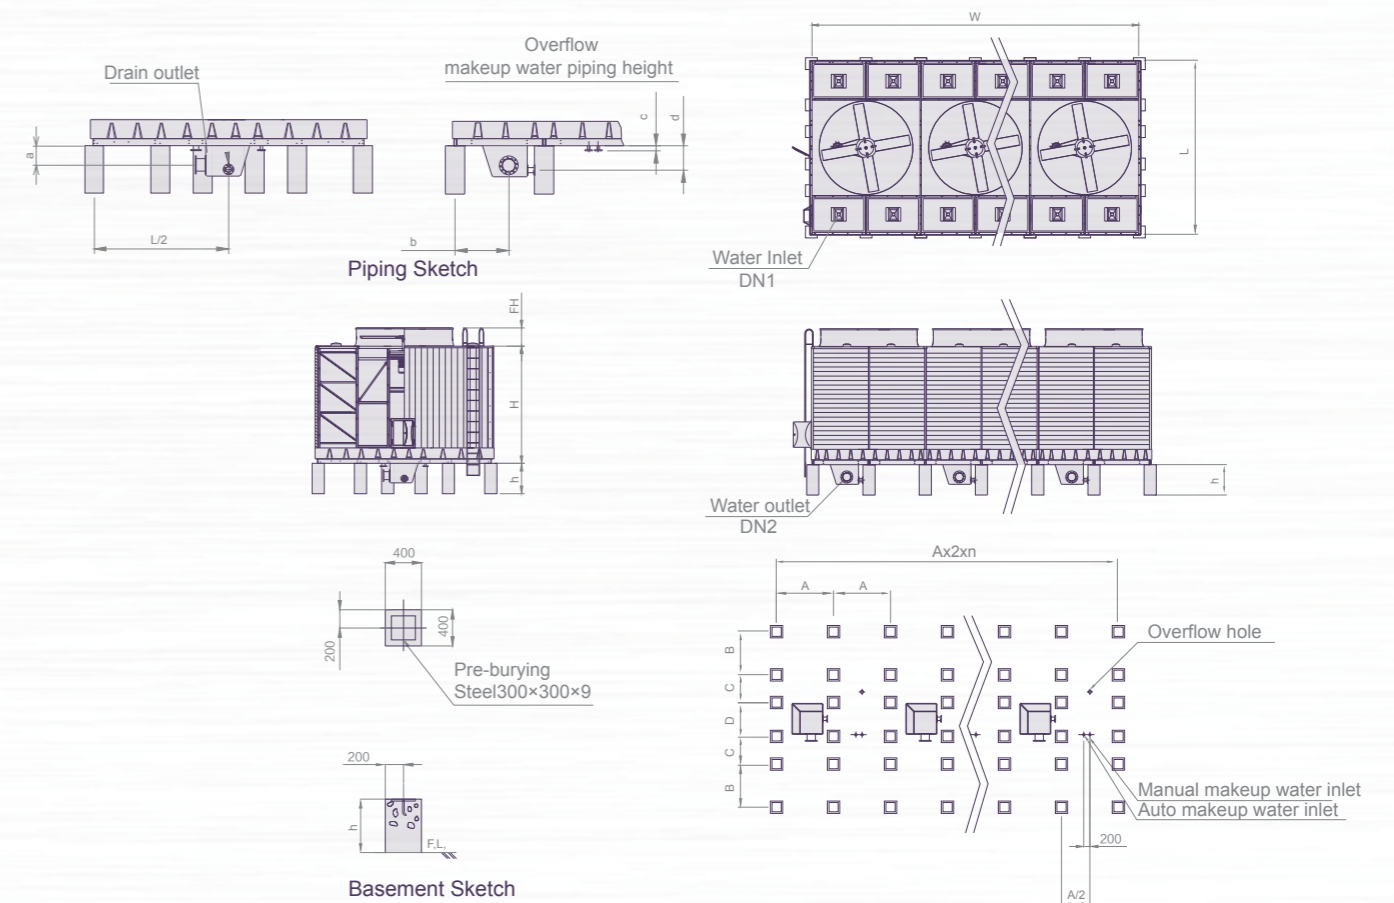 Drain outlet
Overflow
makeup water piping height
a
L/2
b
c
d
Piping Sketch
W
L
Water Inlet
DN1
FH
H
h
Water outlet
DN2
h
400
200
400
Pre-burying
Steel300×300×9
200
h
F,L,
Basement Sketch
Ax2xn
A
A
B
C
D
C
B
Overflow hole
Manual makeup water inlet
Auto makeup water inlet
200
A/2